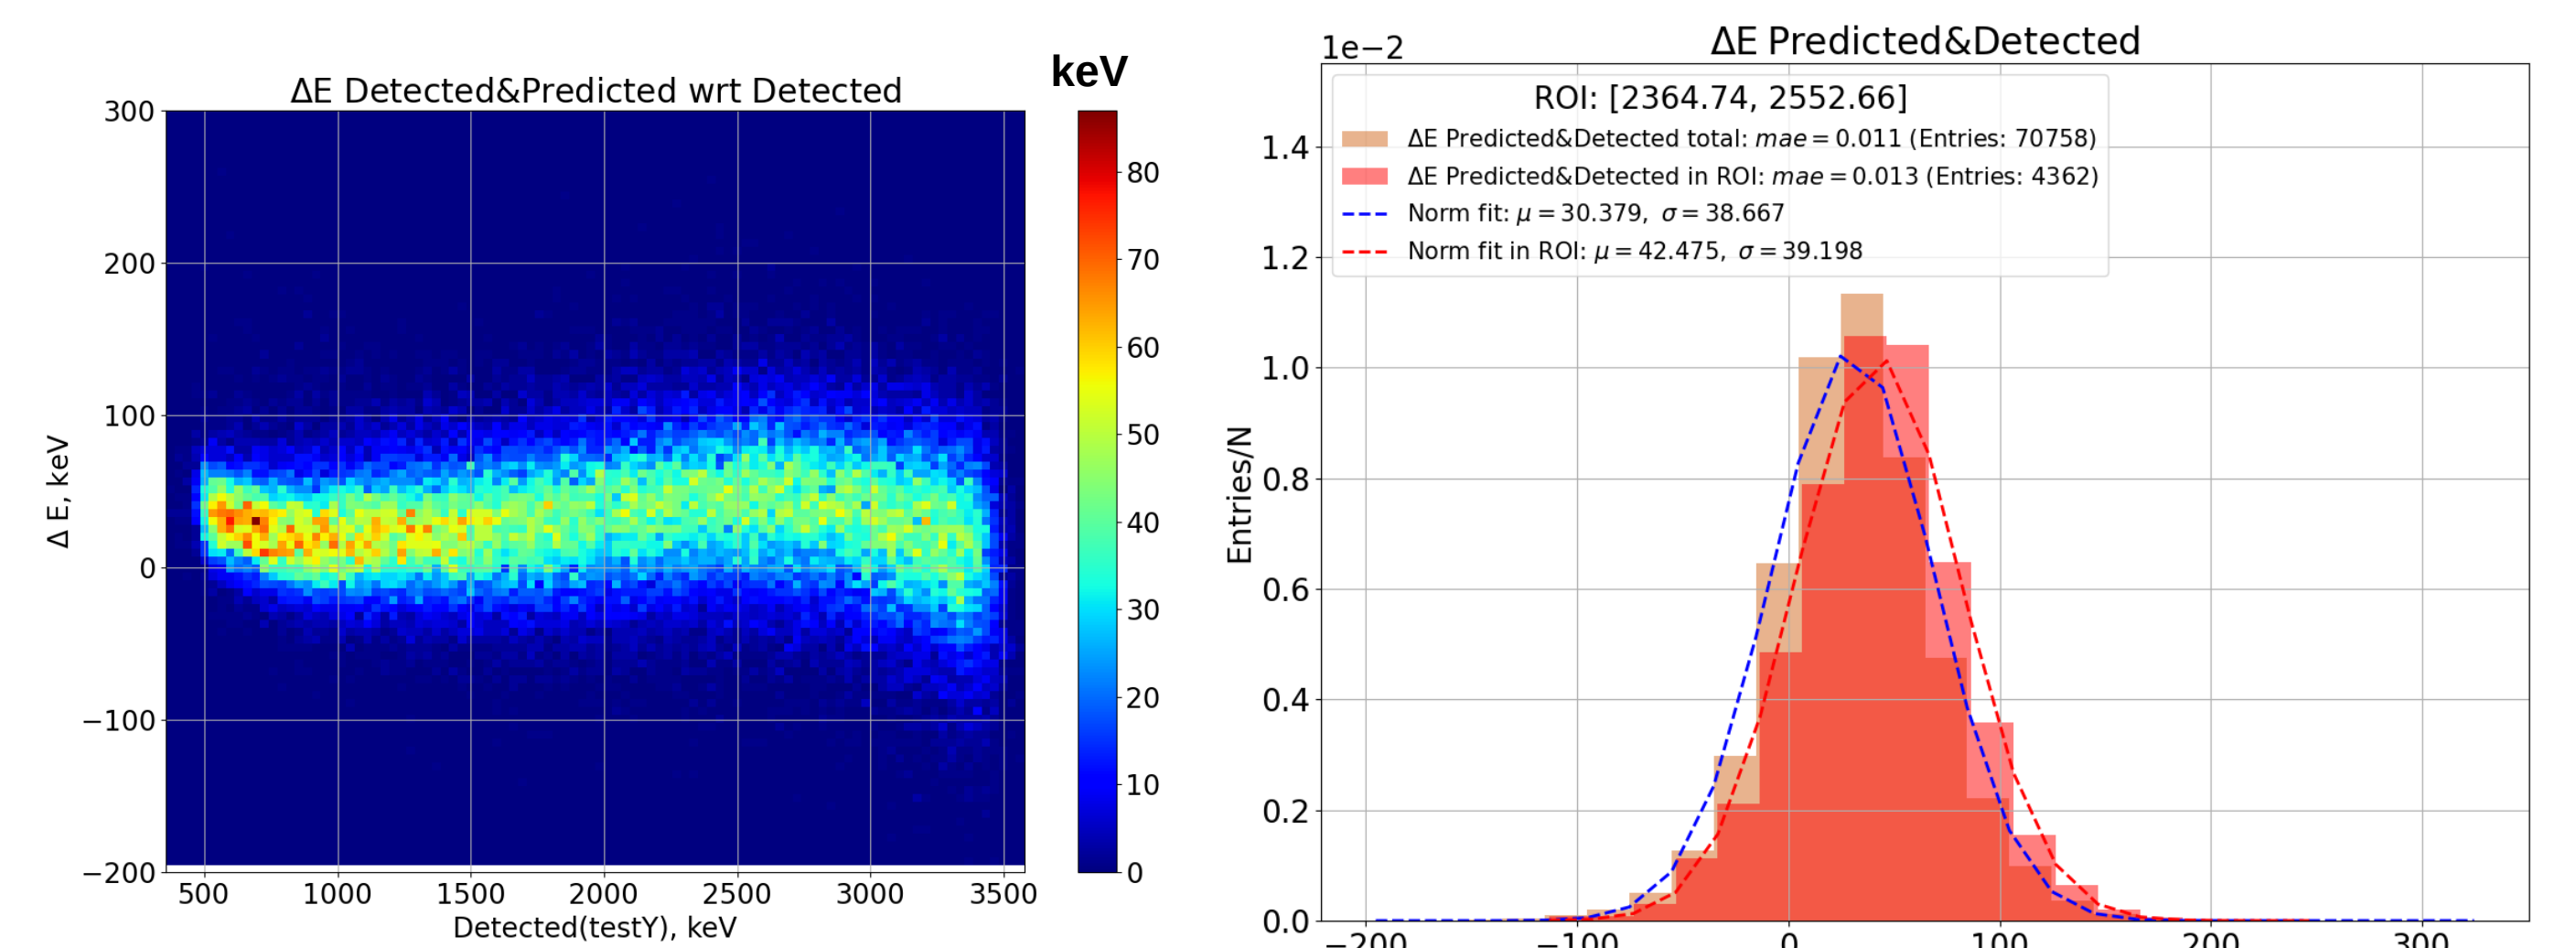 ΔE Detected&Predicted wrt Detected
keV
300
200
100
0
−100
−200
Δ E, keV
500 1000 1500 2000 2500 3000 3500
Detected(testY), keV
80
70
60
50
40
30
20
10
0
ΔE Predicted&Detected
1e−2
ROI: [2364.74, 2552.66]
ΔE Predicted&Detected total: mae = 0.011 (Entries: 70758)
ΔE Predicted&Detected in ROI: mae = 0.013 (Entries: 4362)
Norm fit: μ = 30.379, σ = 38.667
Norm fit in ROI: μ = 42.475, σ = 39.198
1.4
1.2
1.0
0.8
0.6
0.4
0.2
0.0
Entries/N
−200 −100 0 100 200 300